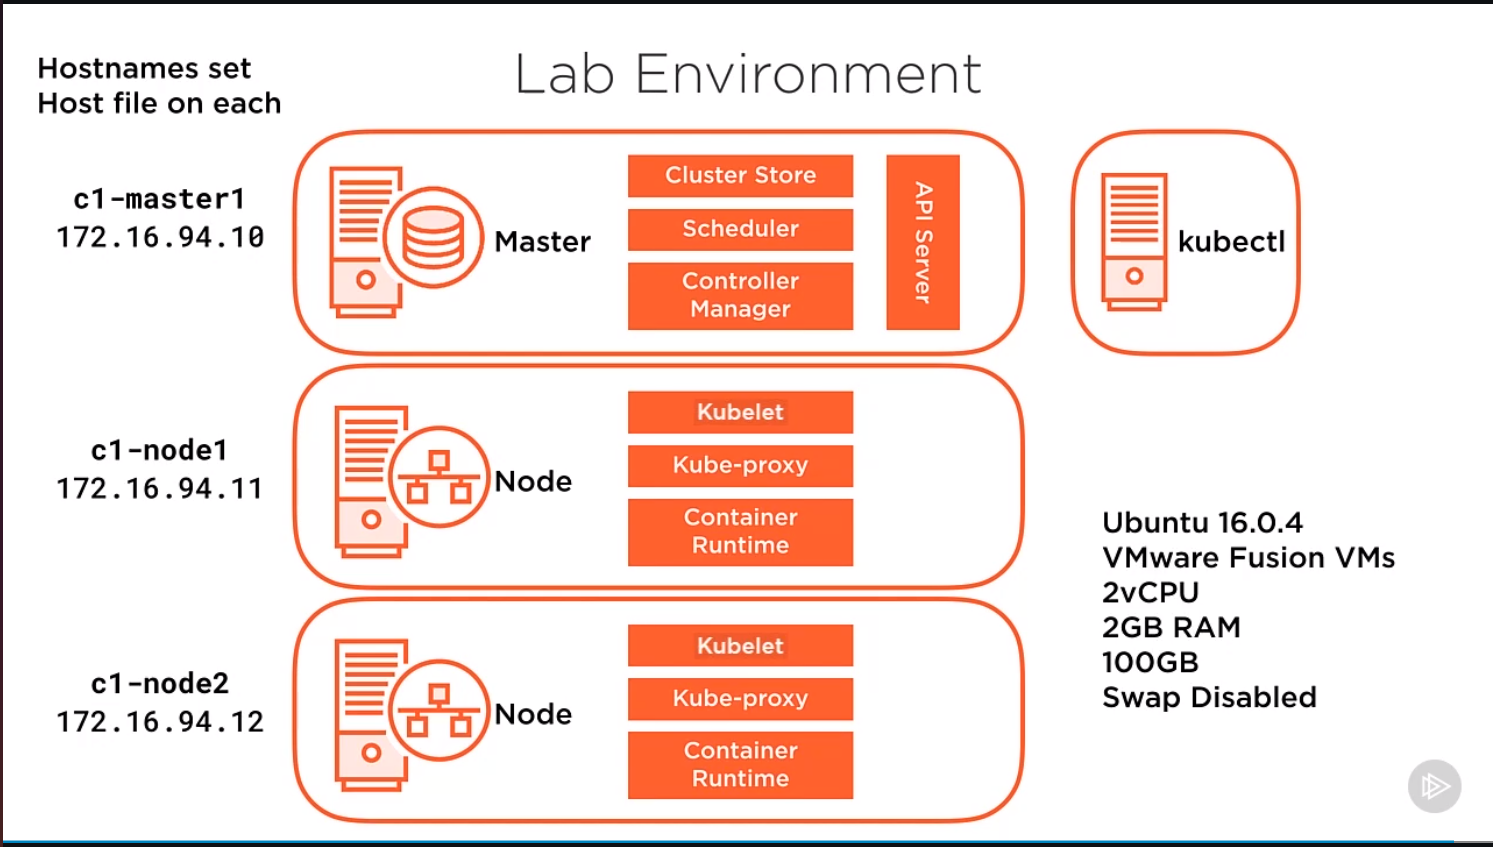 Lab Environment
Hostnames set
Host file on each
c1-master1
172.16.94.10
Master
Cluster Store
Scheduler
Controller
Manager
API Server
kubectl
c1-node1
172.16.94.11
Node
Kubelet
Kube-proxy
Container
Runtime
c1-node2
172.16.94.12
Node
Kubelet
Kube-proxy
Container
Runtime
Ubuntu 16.0.4
VMware Fusion VMs
2vCPU
2GB RAM
100GB
Swap Disabled